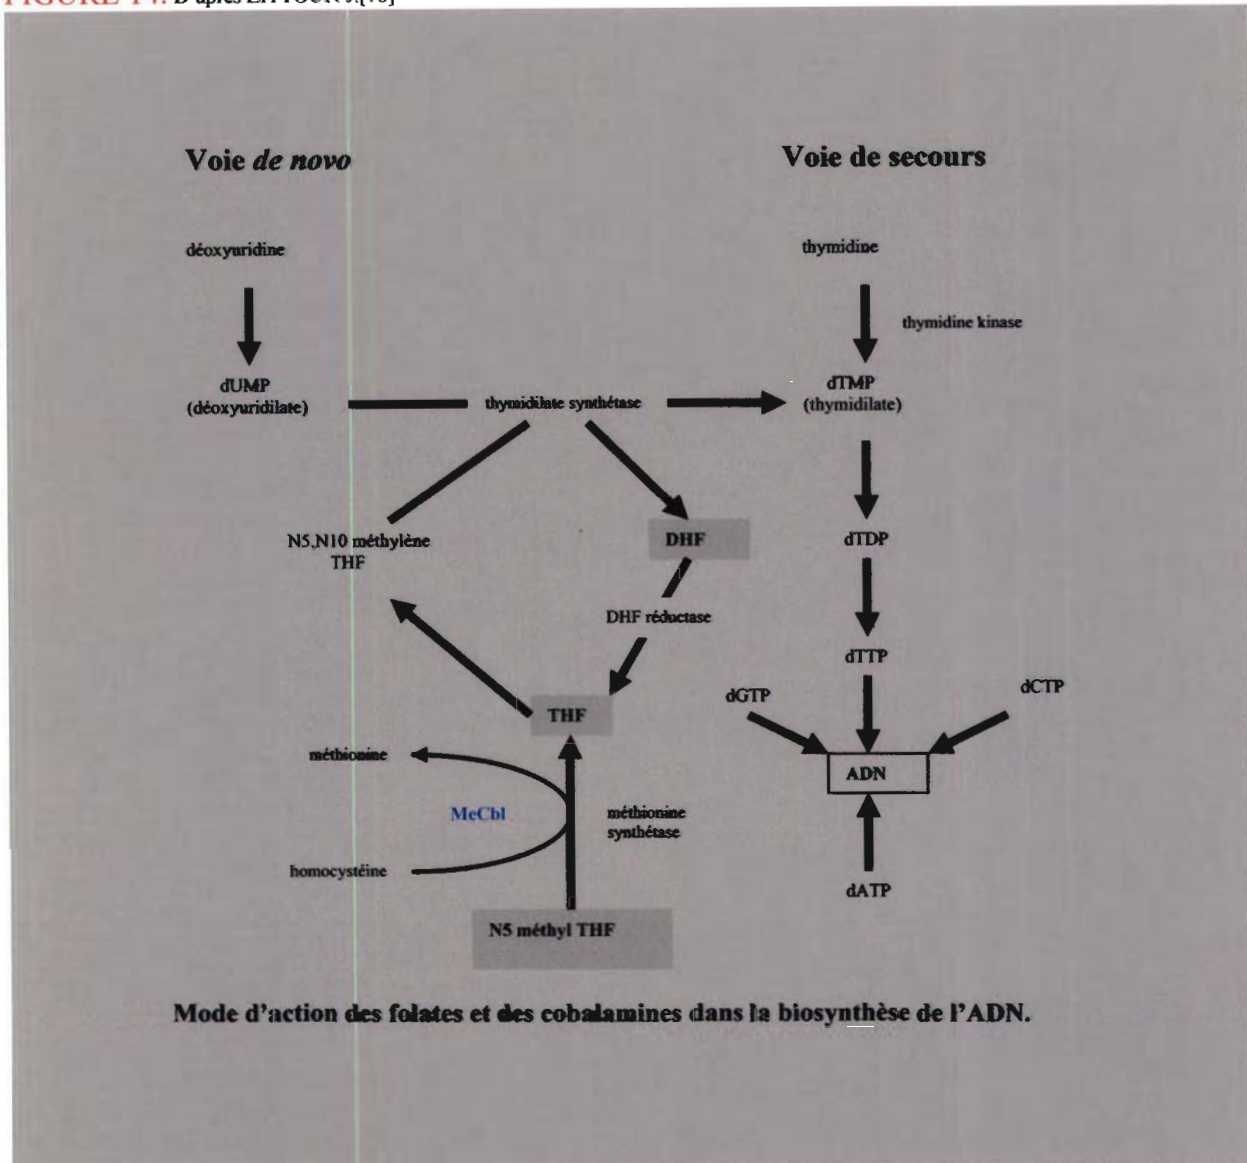 Voie de novo
Voie de secours
déoxyuridine
thymidine
thymidine kinase
dUMP
(déoxyuridilate)
thymidilate synthétase
dTMP
(thymidilate)
N5,N10 méthylène
THF
DHF
dTDP
DHF réductase
dTTP
dGTP
dCTP
THF
méthionine
ADN
MeCbl
méthionine
synthétase
homocystéine
dATP
N5 méthyl THF
Mode d'action des folates et des cobalamines dans la biosynthèse de l'ADN.